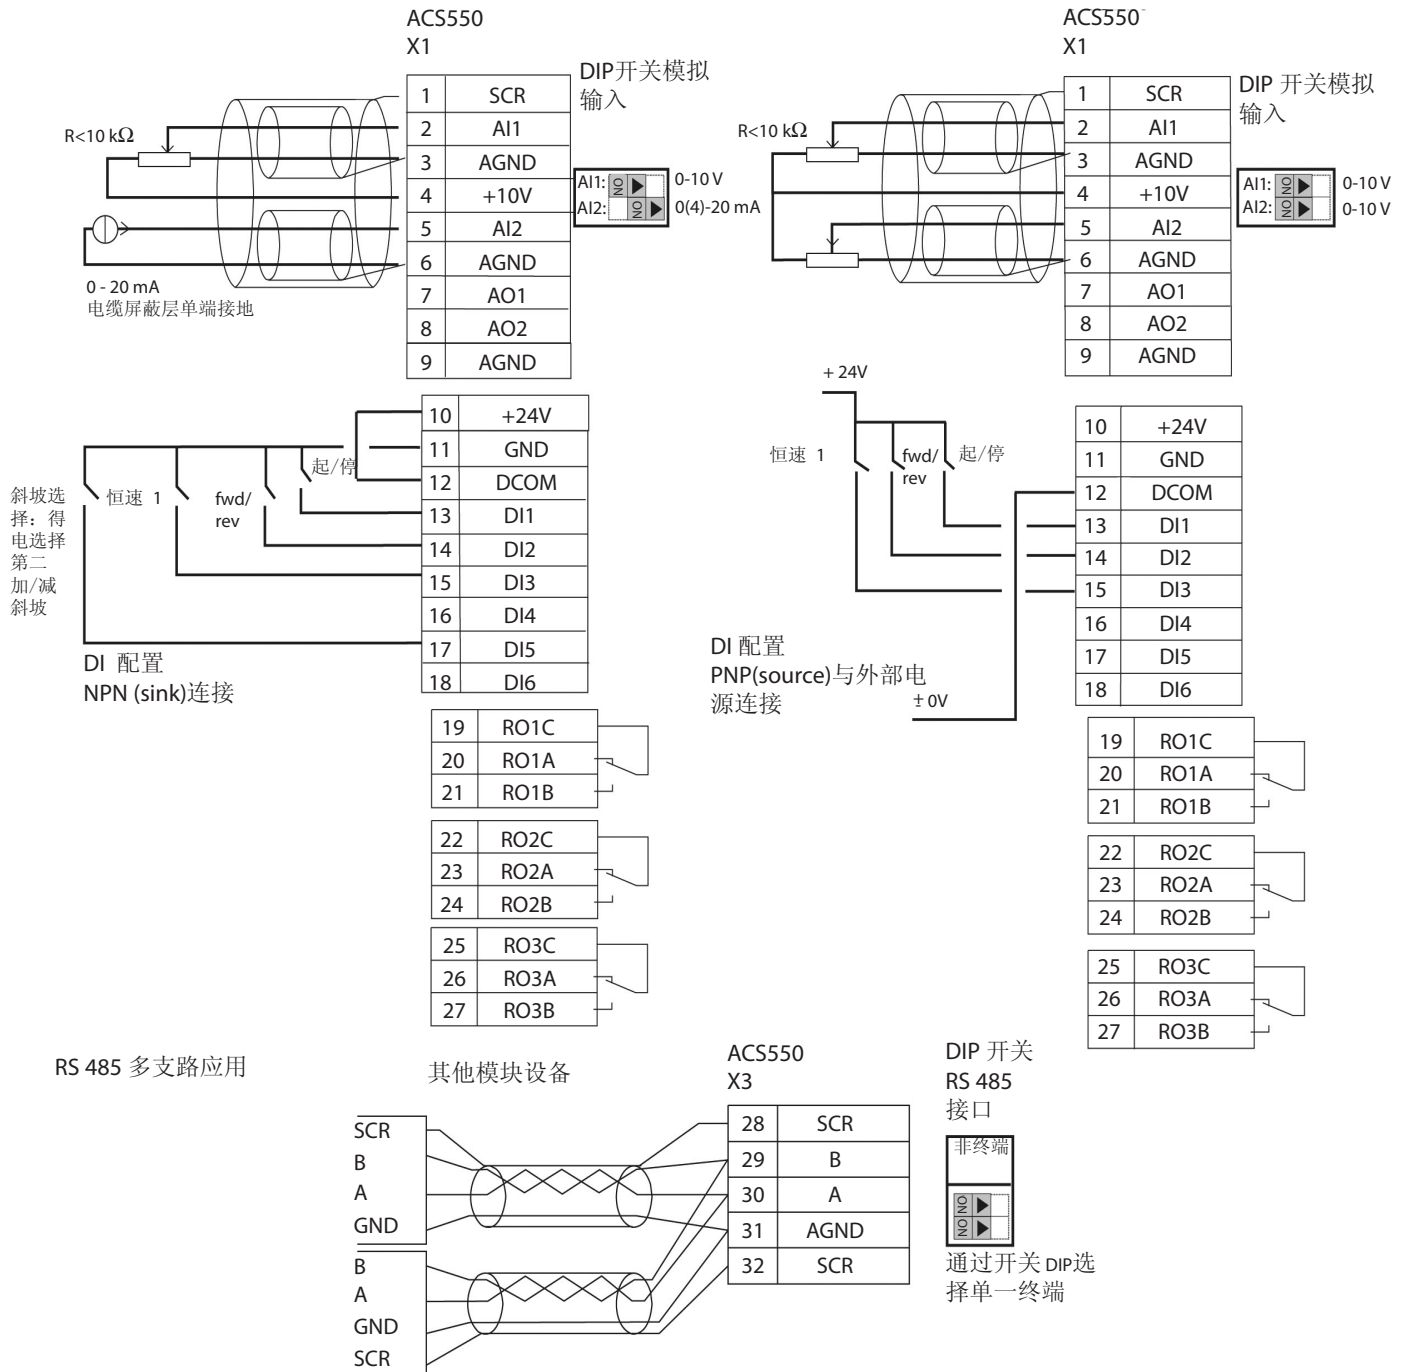 ACS550
X1
DIP开关模拟
输入
R<10 kΩ
1 SCR
2 AI1
3 AGND
4 +10V
5 AI2
6 AGND
7 AO1
8 AO2
9 AGND
AI1: ON 0-10 V
AI2: ON 0(4)-20 mA
0 - 20 mA
电缆屏蔽层单端接地
10 +24V
11 GND
12 DCOM
13 DI1
14 DI2
15 DI3
16 DI4
17 DI5
18 DI6
起/停
fwd/
rev
恒速 1
斜坡选
择：得
电选择
第二
加/减
斜坡
DI 配置
NPN (sink)连接
19 RO1C
20 RO1A
21 RO1B
22 RO2C
23 RO2A
24 RO2B
25 RO3C
26 RO3A
27 RO3B
ACS550
X1
DIP 开关模拟
输入
R<10 kΩ
1 SCR
2 AI1
3 AGND
4 +10V
5 AI2
6 AGND
7 AO1
8 AO2
9 AGND
AI1: ON 0-10 V
AI2: ON 0-10 V
+ 24V
恒速 1
fwd/
rev
起/停
10 +24V
11 GND
12 DCOM
13 DI1
14 DI2
15 DI3
16 DI4
17 DI5
18 DI6
DI 配置
PNP(source)与外部电
源连接
± 0V
19 RO1C
20 RO1A
21 RO1B
22 RO2C
23 RO2A
24 RO2B
25 RO3C
26 RO3A
27 RO3B
RS 485 多支路应用
其他模块设备
SCR
B
A
GND
B
A
GND
SCR
ACS550
X3
28 SCR
29 B
30 A
31 AGND
32 SCR
DIP 开关
RS 485
接口
非终端
ON
ON
通过开关 DIP选
择单一终端